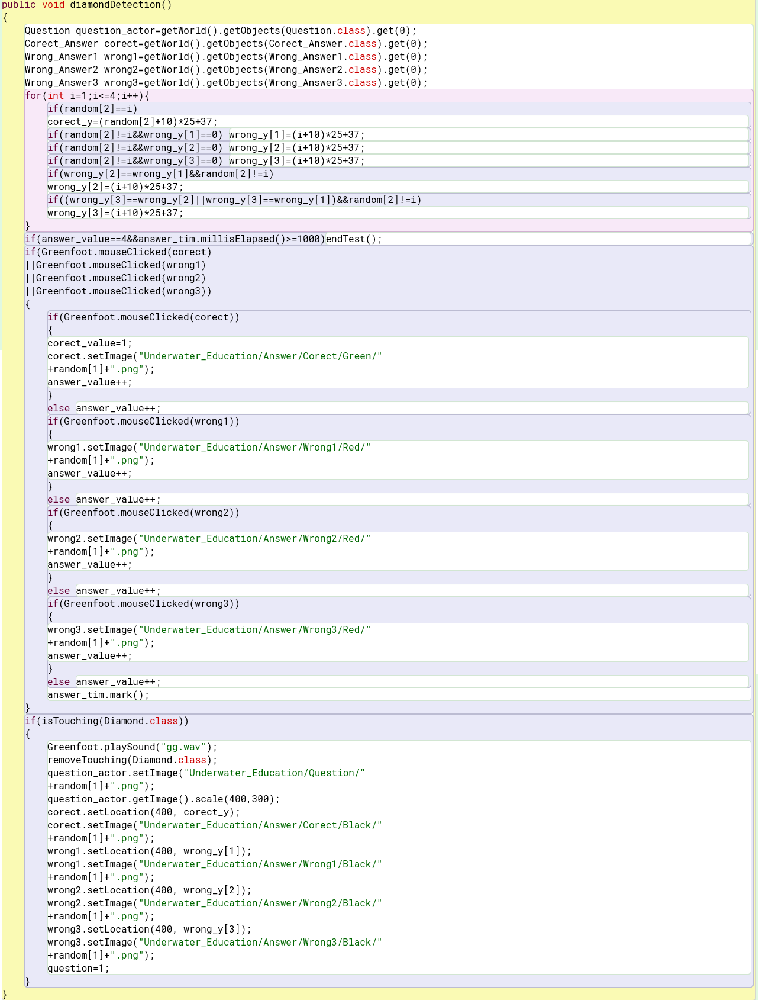 public void diamondDetection()
{
Question question_actor=getWorld().getObjects(Question.class).get(0);
Corect_Answer corect=getWorld().getObjects(Corect_Answer.class).get(0);
Wrong_Answer1 wrong1=getWorld().getObjects(Wrong_Answer1.class).get(0);
Wrong_Answer2 wrong2=getWorld().getObjects(Wrong_Answer2.class).get(0);
Wrong_Answer3 wrong3=getWorld().getObjects(Wrong_Answer3.class).get(0);
for(int i=1;i<=4;i++){
if(random[2]==i)
corect_y=(random[2]+10)*25+37;
if(random[2]!=i&&wrong_y[1]==0) wrong_y[1]=(i+10)*25+37;
if(random[2]!=i&&wrong_y[2]==0) wrong_y[2]=(i+10)*25+37;
if(random[2]!=i&&wrong_y[3]==0) wrong_y[3]=(i+10)*25+37;
if(wrong_y[2]==wrong_y[1]&&random[2]!=i)
wrong_y[2]=(i+10)*25+37;
if((wrong_y[3]==wrong_y[2]||wrong_y[3]==wrong_y[1])&&random[2]!=i)
wrong_y[3]=(i+10)*25+37;
}
if(answer_value==4&&answer_tim.millisElapsed()>=1000)endTest();
if(Greenfoot.mouseClicked(corect)
||Greenfoot.mouseClicked(wrong1)
||Greenfoot.mouseClicked(wrong2)
||Greenfoot.mouseClicked(wrong3))
{
if(Greenfoot.mouseClicked(corect))
{
corect_value=1;
corect.setImage("Underwater_Education/Answer/Corect/Green/"
+random[1]+".png");
answer_value++;
}
else answer_value++;
if(Greenfoot.mouseClicked(wrong1))
{
wrong1.setImage("Underwater_Education/Answer/Wrong1/Red/"
+random[1]+".png");
answer_value++;
}
else answer_value++;
if(Greenfoot.mouseClicked(wrong2))
{
wrong2.setImage("Underwater_Education/Answer/Wrong2/Red/"
+random[1]+".png");
answer_value++;
}
else answer_value++;
if(Greenfoot.mouseClicked(wrong3))
{
wrong3.setImage("Underwater_Education/Answer/Wrong3/Red/"
+random[1]+".png");
answer_value++;
}
else answer_value++;
answer_tim.mark();
}
if(isTouching(Diamond.class))
{
Greenfoot.playSound("gg.wav");
removeTouching(Diamond.class);
question_actor.setImage("Underwater_Education/Question/"
+random[1]+".png");
question_actor.getImage().scale(400,300);
corect.setLocation(400, corect_y);
corect.setImage("Underwater_Education/Answer/Corect/Black/"
+random[1]+".png");
wrong1.setLocation(400, wrong_y[1]);
wrong1.setImage("Underwater_Education/Answer/Wrong1/Black/"
+random[1]+".png");
wrong2.setLocation(400, wrong_y[2]);
wrong2.setImage("Underwater_Education/Answer/Wrong2/Black/"
+random[1]+".png");
wrong3.setLocation(400, wrong_y[3]);
wrong3.setImage("Underwater_Education/Answer/Wrong3/Black/"
+random[1]+".png");
question=1;
}
}